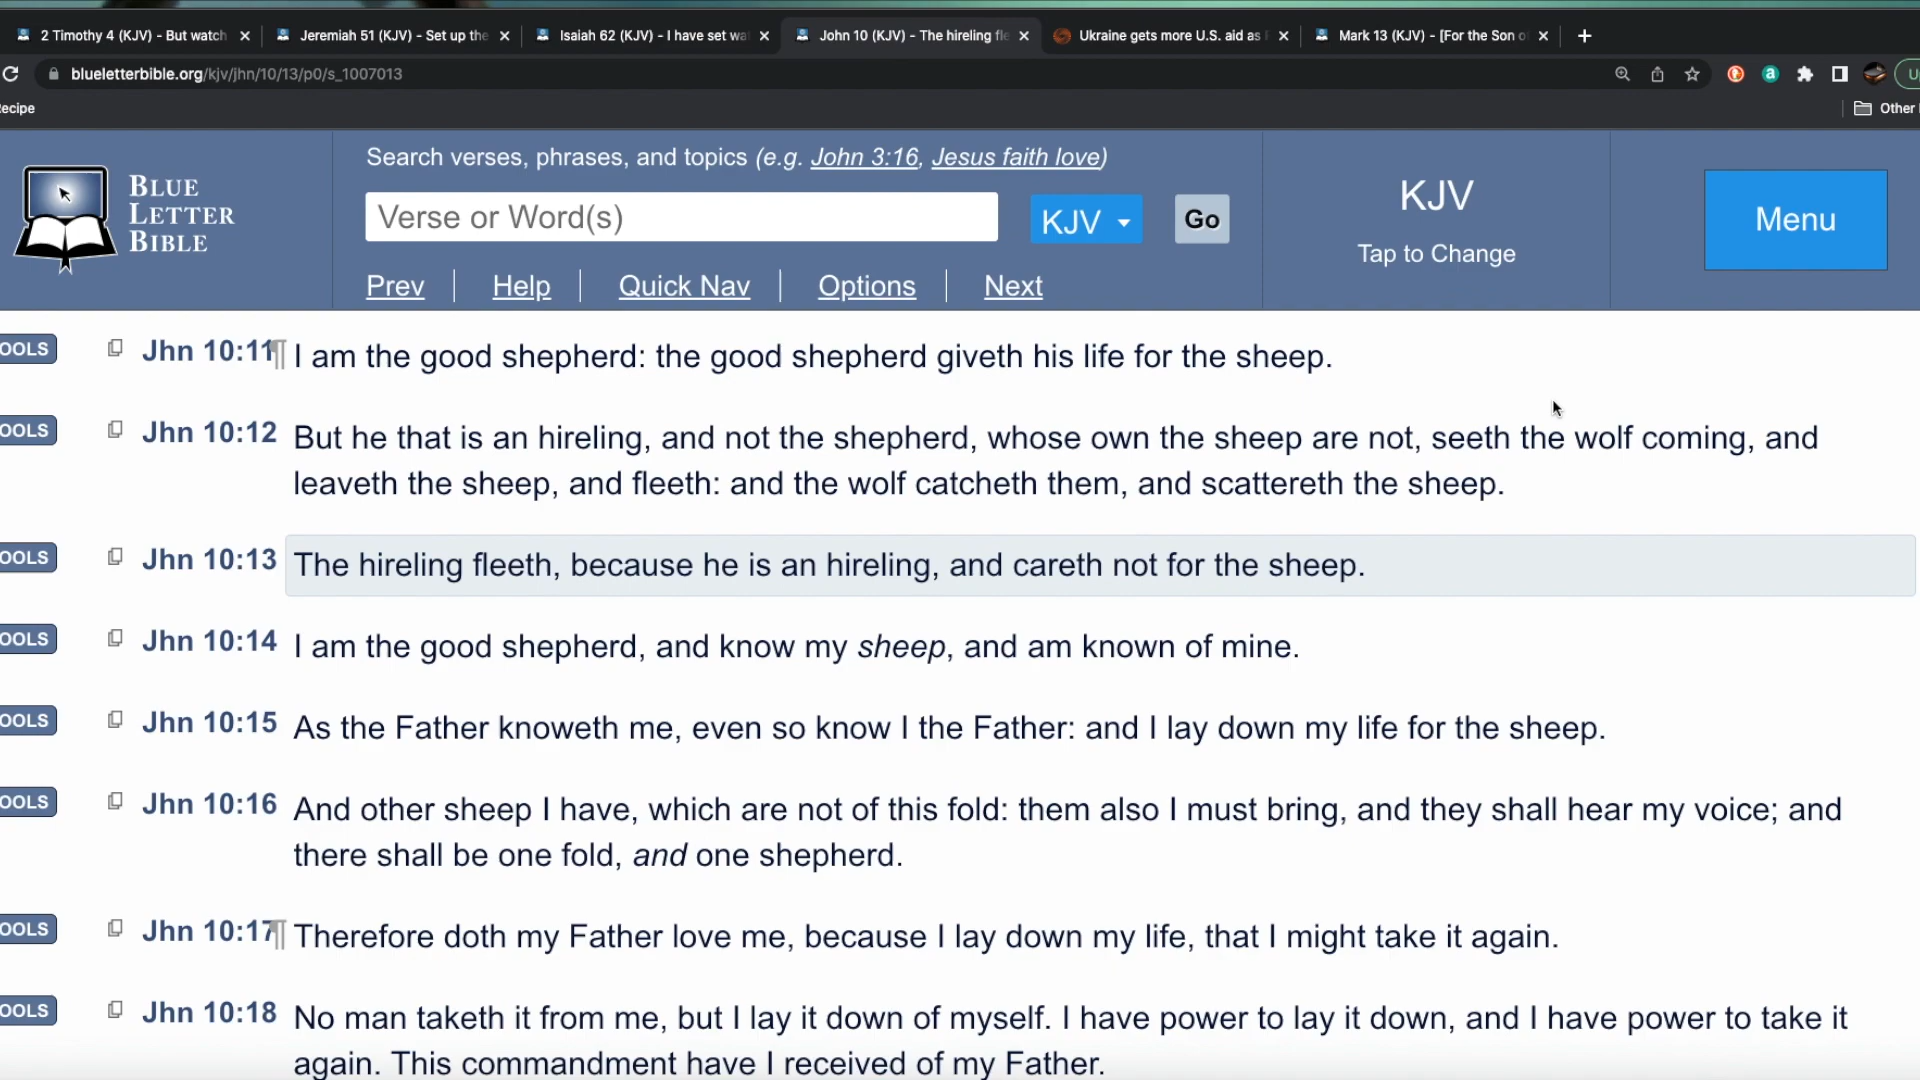 2 Timothy 4 (KJV) - But watch
Jeremiah 51 (KJV) - Set up the
Isaiah 62 (KJV) - I have set wa
John 10 (KJV) - The hireling fle
Ukraine gets more U.S. aid as
Mark 13 (KJV) - [For the Son o
blueletterbible.org/kjv/jhn/10/13/p0/s_1007013
ecipe
Other
Search verses, phrases, and topics (e.g. John 3:16, Jesus faith love)
BLUE
LETTER
BIBLE
Verse or Word(s)
KJV
Go
KJV
Tap to Change
Menu
Prev
Help
Quick Nav
Options
Next
OOLS Jhn 10:11 ¶ I am the good shepherd: the good shepherd giveth his life for the sheep.
OOLS Jhn 10:12 But he that is an hireling, and not the shepherd, whose own the sheep are not, seeth the wolf coming, and
leaveth the sheep, and fleeth: and the wolf catcheth them, and scattereth the sheep.
OOLS Jhn 10:13 The hireling fleeth, because he is an hireling, and careth not for the sheep.
OOLS Jhn 10:14 I am the good shepherd, and know my sheep, and am known of mine.
OOLS Jhn 10:15 As the Father knoweth me, even so know I the Father: and I lay down my life for the sheep.
OOLS Jhn 10:16 And other sheep I have, which are not of this fold: them also I must bring, and they shall hear my voice; and
there shall be one fold, and one shepherd.
OOLS Jhn 10:17 ¶ Therefore doth my Father love me, because I lay down my life, that I might take it again.
OOLS Jhn 10:18 No man taketh it from me, but I lay it down of myself. I have power to lay it down, and I have power to take it
again. This commandment have I received of my Father.